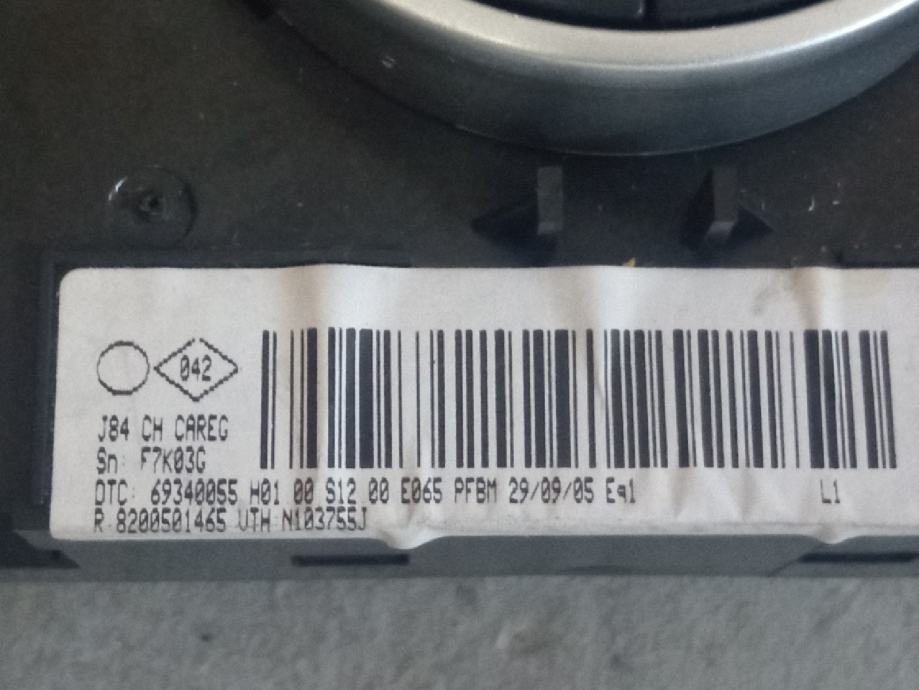 042
J84 CH CAREG
Sn: F7K03G
DTC: 69340055 H01 00 S12 00 E065 PFBM 29/09/05 Eq1 L1
R:8200501465 VTH:N103755J